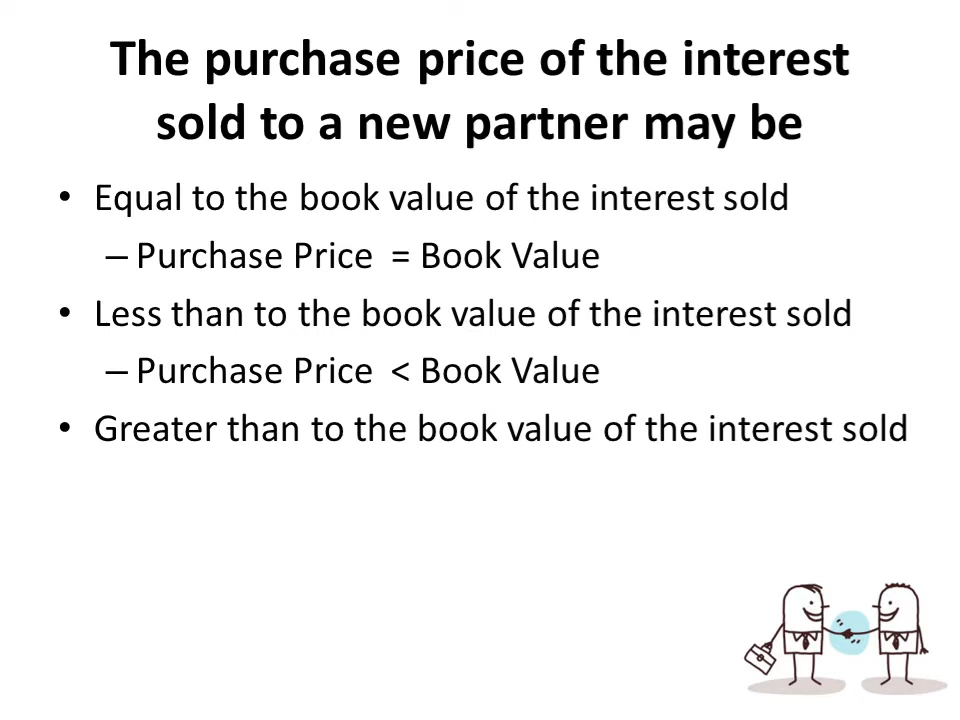 The purchase price of the interest
sold to a new partner may be
• Equal to the book value of the interest sold
– Purchase Price = Book Value
• Less than to the book value of the interest sold
– Purchase Price < Book Value
• Greater than to the book value of the interest sold